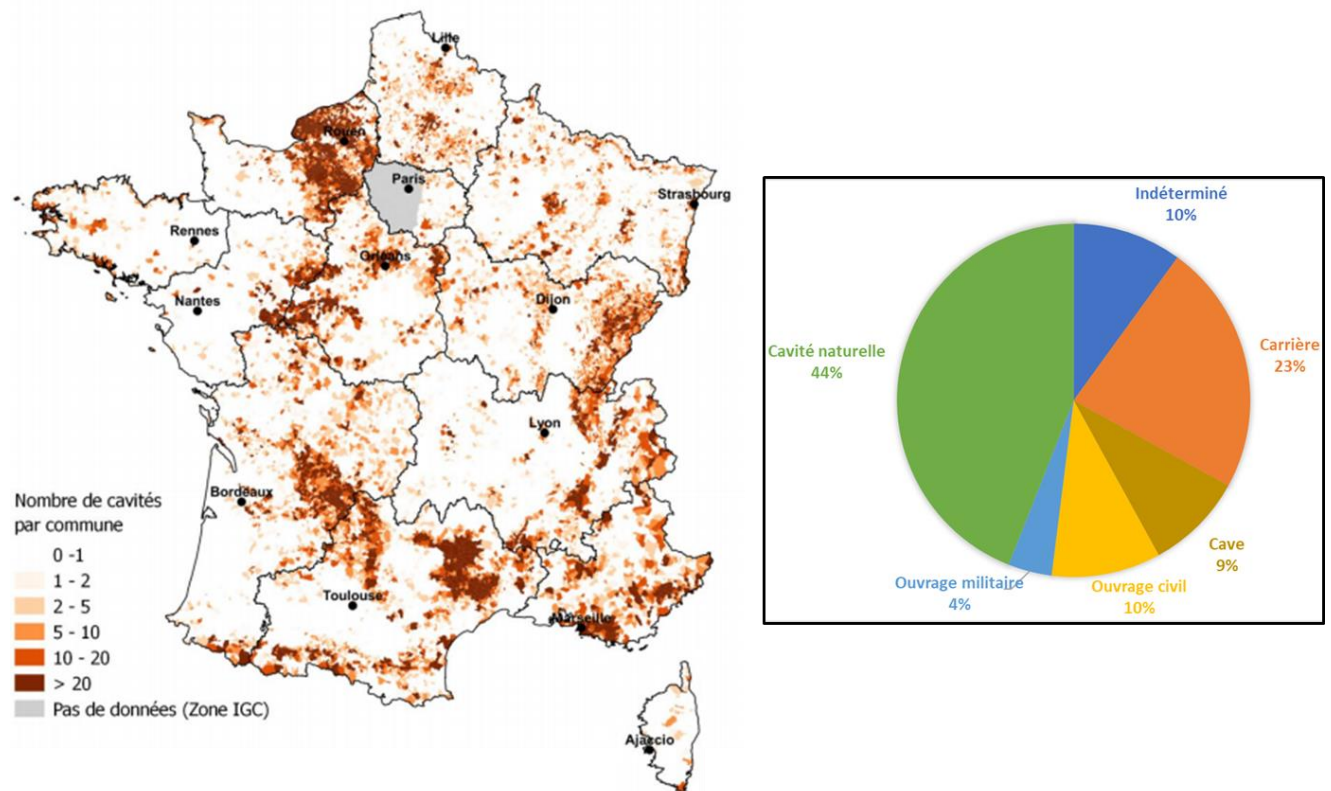 Lille
Rouen
Paris
Strasbourg
Rennes
Orléans
Nantes
Dijon
Lyon
Bordeaux
Toulouse
Marseille
Ajaccio
Nombre de cavités
par commune
0 -1
1 - 2
2 - 5
5 - 10
10 - 20
> 20
Pas de données (Zone IGC)
Indéterminé
10%
Carrière
23%
Cavité naturelle
44%
Cave
9%
Ouvrage militaire
4%
Ouvrage civil
10%